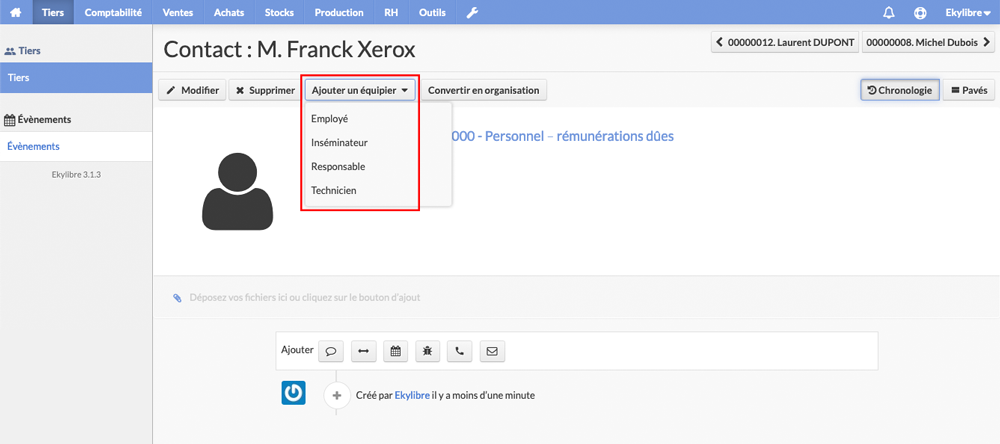 Tiers Comptabilité Ventes Achats Stocks Production RH Outils Ekylibre
Tiers
Tiers
Évènements
Évènements
Ekylibre 3.1.3
Contact : M. Franck Xerox
00000012. Laurent DUPONT 00000008. Michel Dubois
Modifier Supprimer Ajouter un équipier Convertir en organisation Chronologie Pavés
Employé
Inséminateur
Responsable
Technicien
000 - Personnel – rémunérations dûes
Déposez vos fichiers ici ou cliquez sur le bouton d'ajout
Ajouter
Créé par Ekylibre il y a moins d'une minute